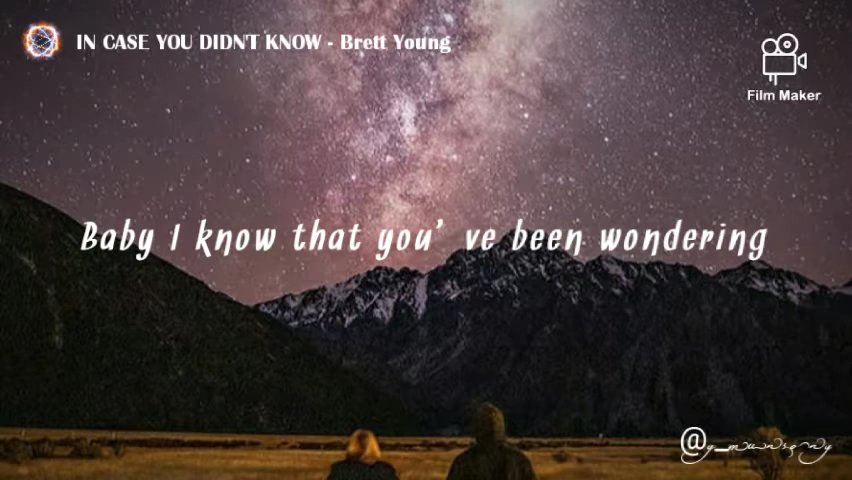 IN CASE YOU DIDN'T KNOW - Brett Young
Film Maker
Baby I know that you've been wondering